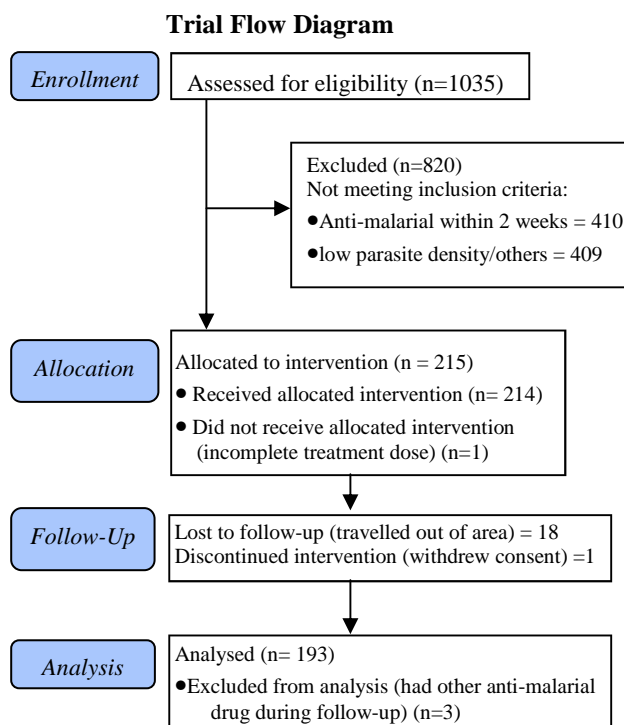 Trial Flow Diagram
Enrollment
Assessed for eligibility (n=1035)
Excluded (n=820)
Not meeting inclusion criteria:
●Anti-malarial within 2 weeks = 410
●low parasite density/others = 409
Allocation
Allocated to intervention (n = 215)
● Received allocated intervention (n= 214)
● Did not receive allocated intervention
(incomplete treatment dose) (n=1)
Follow-Up
Lost to follow-up (travelled out of area) = 18
Discontinued intervention (withdrew consent) =1
Analysis
Analysed (n= 193)
●Excluded from analysis (had other anti-malarial
drug during follow-up) (n=3)